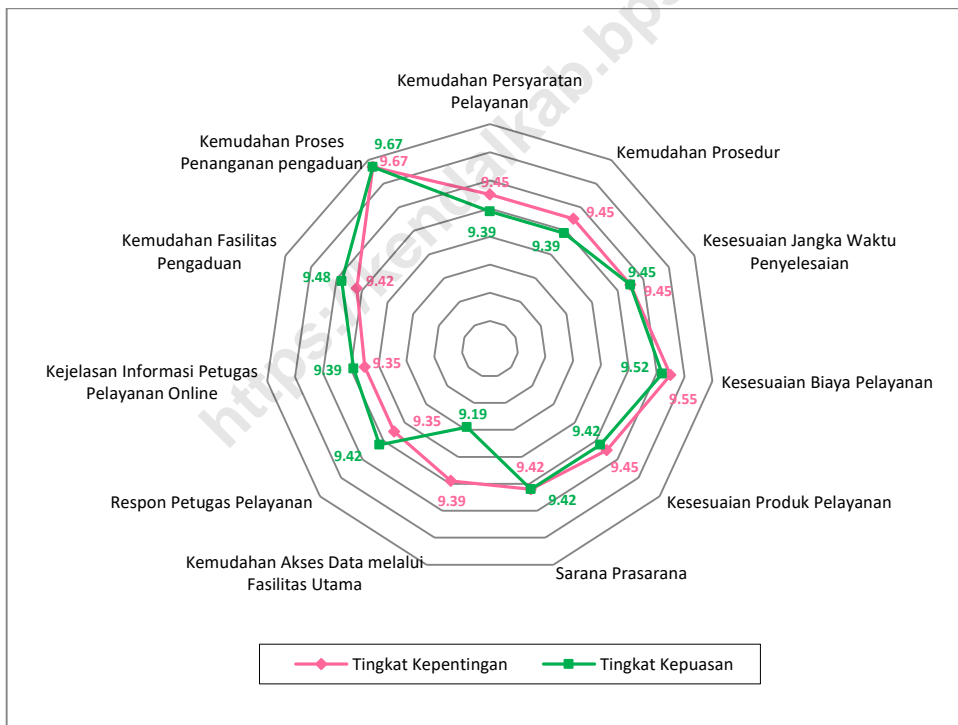 Kemudahan Persyaratan
Pelayanan
Kemudahan Prosedur
Kesesuaian Jangka Waktu
Penyelesaian
Kesesuaian Biaya Pelayanan
Kesesuaian Produk Pelayanan
Sarana Prasarana
Kemudahan Akses Data melalui
Fasilitas Utama
Respon Petugas Pelayanan
Kejelasan Informasi Petugas
Pelayanan Online
Kemudahan Fasilitas
Pengaduan
Kemudahan Proses
Penanganan pengaduan
9.45
9.45
9.45
9.55
9.45
9.42
9.39
9.35
9.35
9.42
9.67
9.39
9.39
9.45
9.52
9.42
9.42
9.19
9.42
9.39
9.48
9.67
Tingkat Kepentingan
Tingkat Kepuasan
https://kendalkab.bps